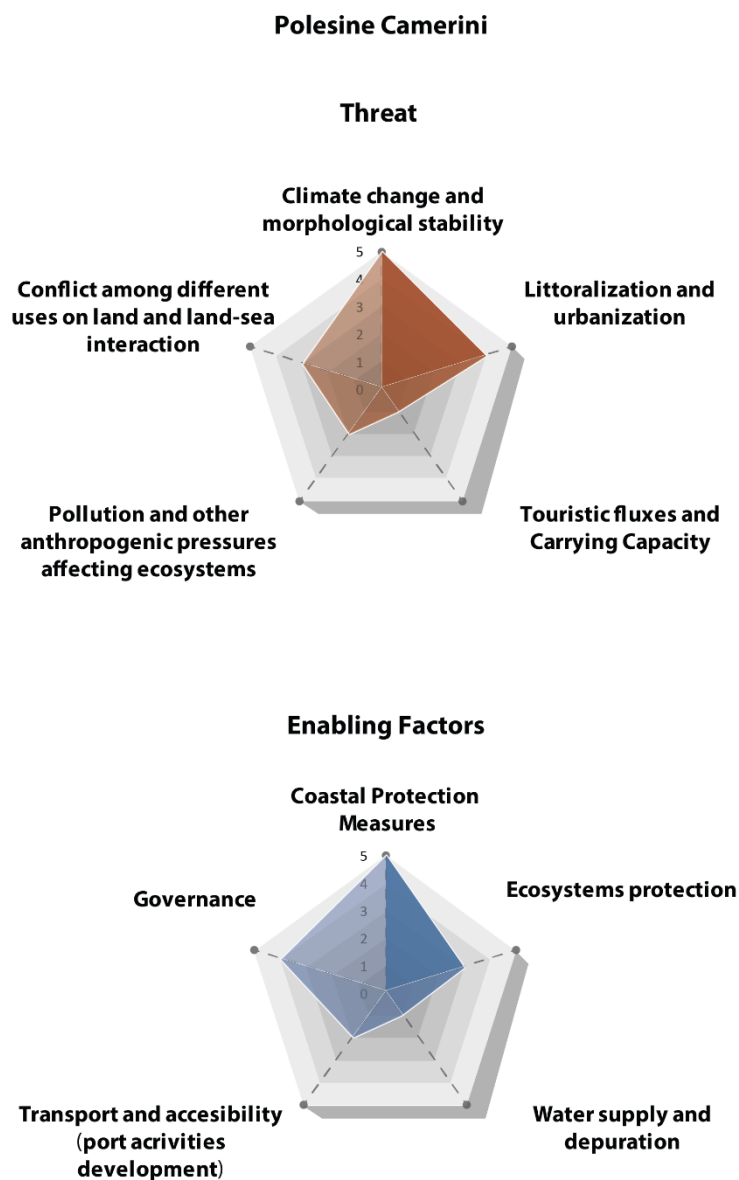 Polesine Camerini
Threat
Climate change and
morphological stability
5
4
3
2
1
0
Conflict among different
uses on land and land-sea
interaction
Littoralization and
urbanization
Pollution and other
anthropogenic pressures
affecting ecosystems
Touristic fluxes and
Carrying Capacity
Enabling Factors
Coastal Protection
Measures
5
4
3
2
1
0
Governance
Ecosystems protection
Transport and accesibility
(port acrivities
development)
Water supply and
depuration